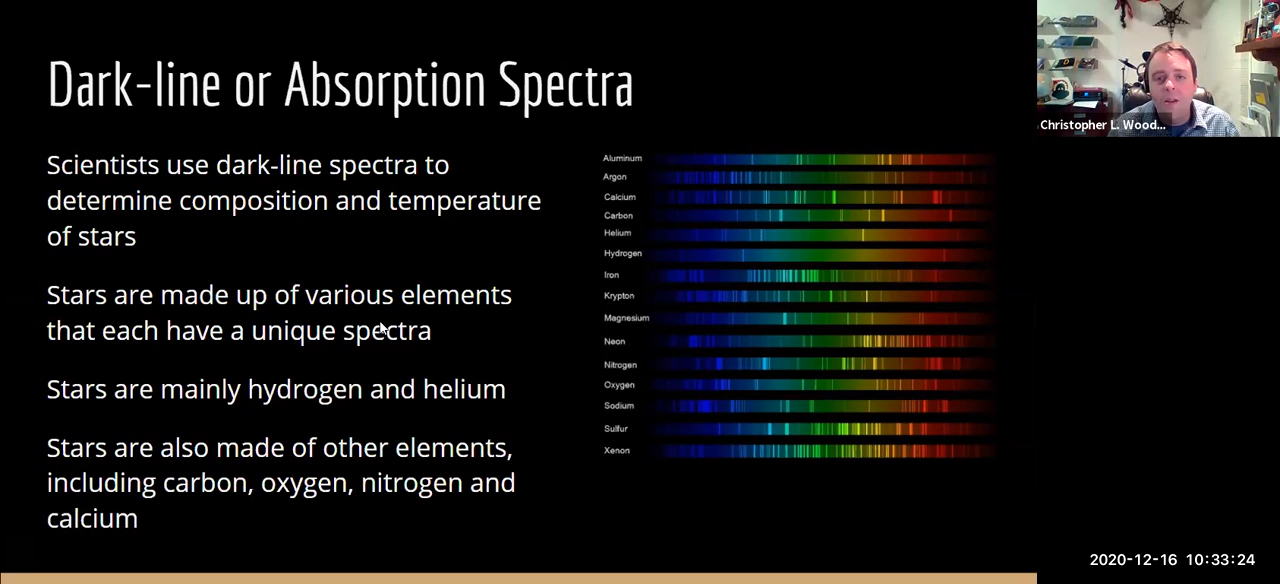 Dark-line or Absorption Spectra
Scientists use dark-line spectra to
determine composition and temperature
of stars
Stars are made up of various elements
that each have a unique spectra
Stars are mainly hydrogen and helium
Stars are also made of other elements,
including carbon, oxygen, nitrogen and
calcium
Aluminum
Argon
Calcium
Carbon
Helium
Hydrogen
Iron
Krypton
Magnesium
Neon
Nitrogen
Oxygen
Sodium
Sulfur
Xenon
Christopher L. Wood...
2020-12-16 10:33:24